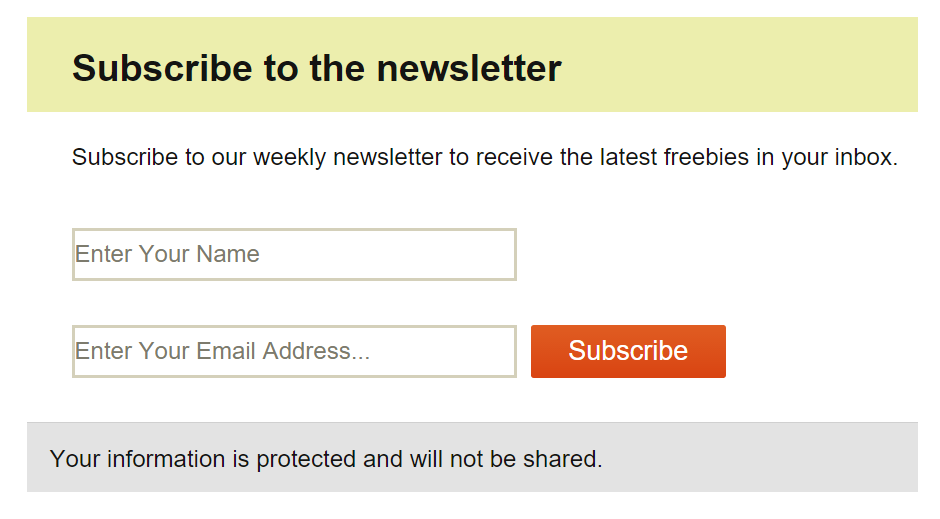 Subscribe to the newsletter
Subscribe to our weekly newsletter to receive the latest freebies in your inbox.
Enter Your Name
Enter Your Email Address...
Subscribe
Your information is protected and will not be shared.